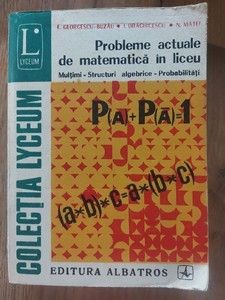 E. GEORGESCU-BUZĂU • I. DRĂGHICESCU • N. MATEI
L
LYCEUM
Probleme actuale
de matematică în liceu
Mulțimi - Structuri algebrice - Probabilități
COLECȚIA LYCEUM
P(A)+P(Ā)=1
(a*b)*c=a*(b*c)
EDITURA ALBATROS